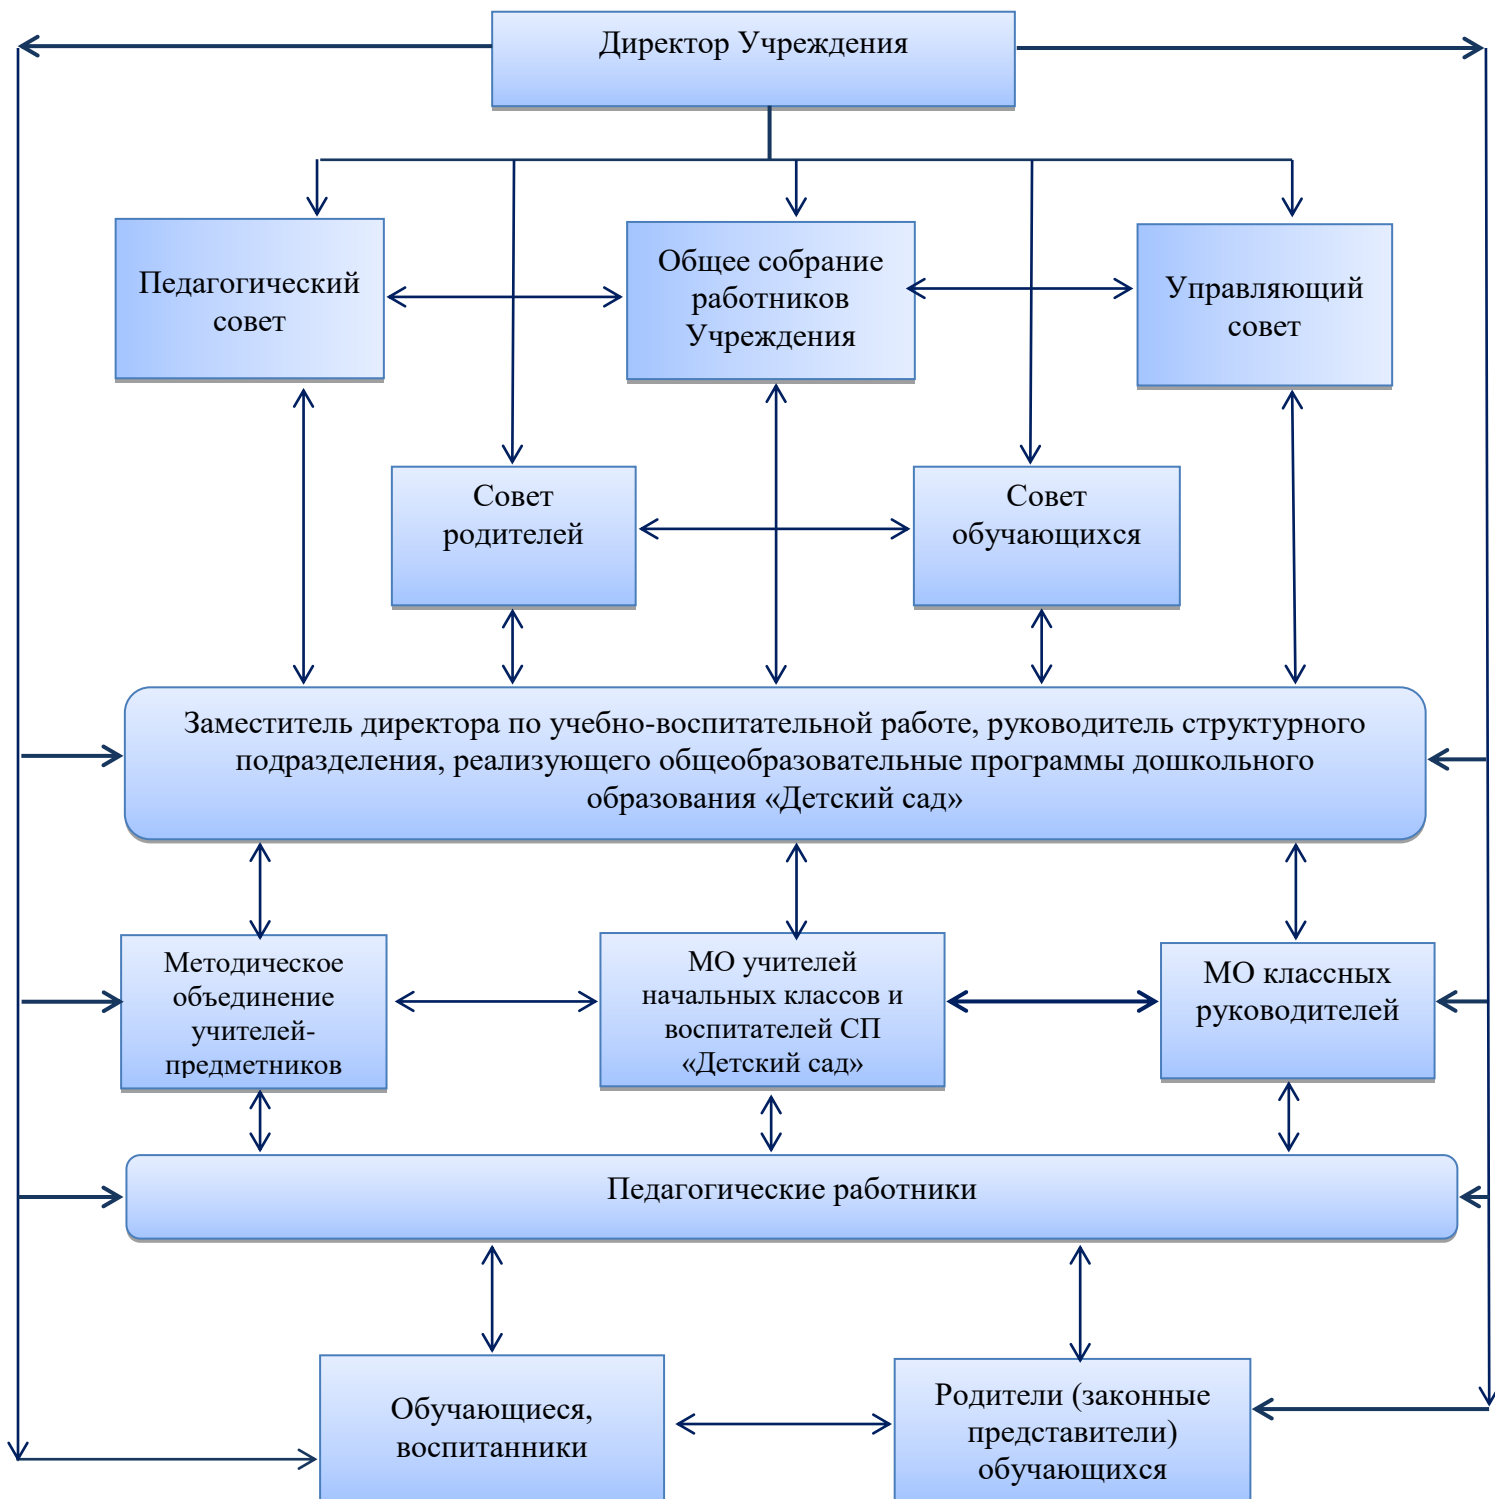 Директор Учреждения
Педагогический
совет
Общее собрание
работников
Учреждения
Управляющий
совет
Совет
родителей
Совет
обучающихся
Заместитель директора по учебно-воспитательной работе, руководитель структурного
подразделения, реализующего общеобразовательные программы дошкольного
образования «Детский сад»
Методическое
объединение
учителей-
предметников
МО учителей
начальных классов и
воспитателей СП
«Детский сад»
МО классных
руководителей
Педагогические работники
Обучающиеся,
воспитанники
Родители (законные
представители)
обучающихся